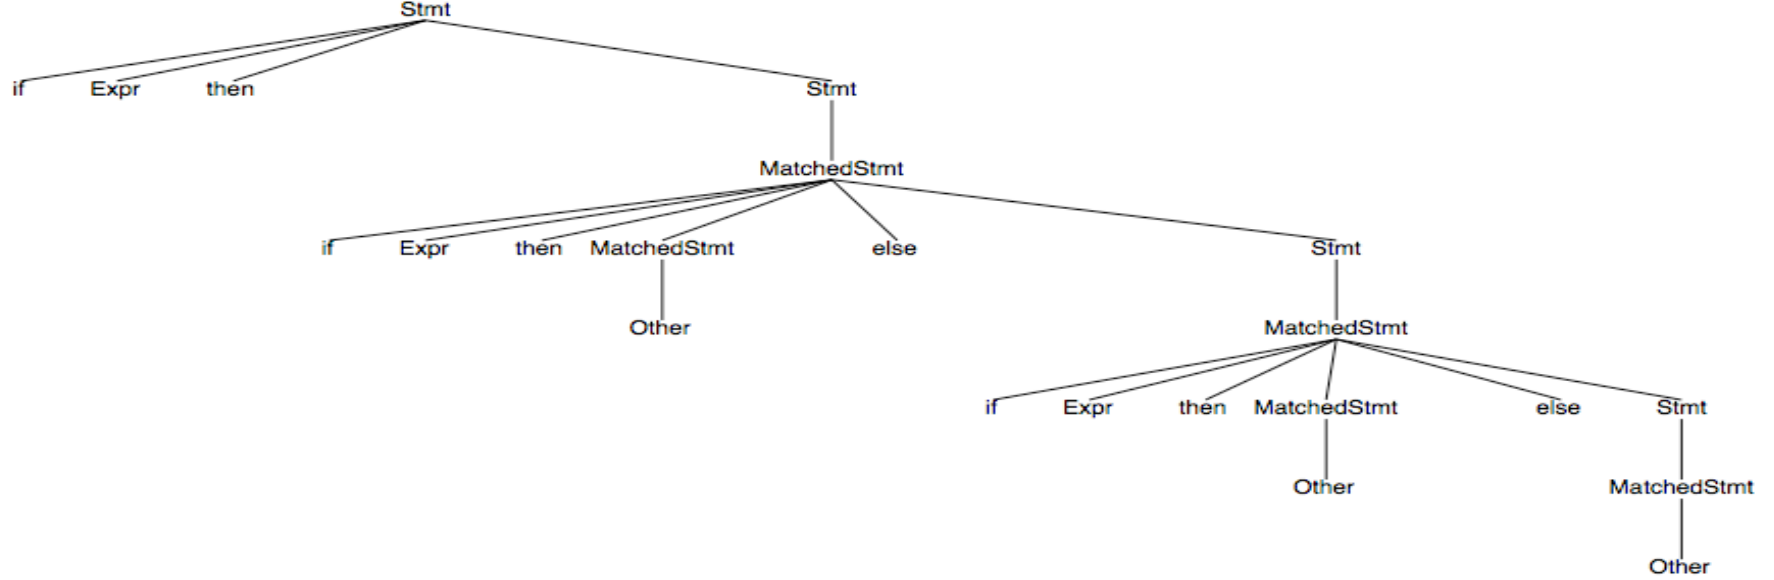 Stmt
if Expr then Stmt
MatchedStmt
if Expr then MatchedStmt else Stmt
Other MatchedStmt
if Expr then MatchedStmt else Stmt
Other MatchedStmt
Other